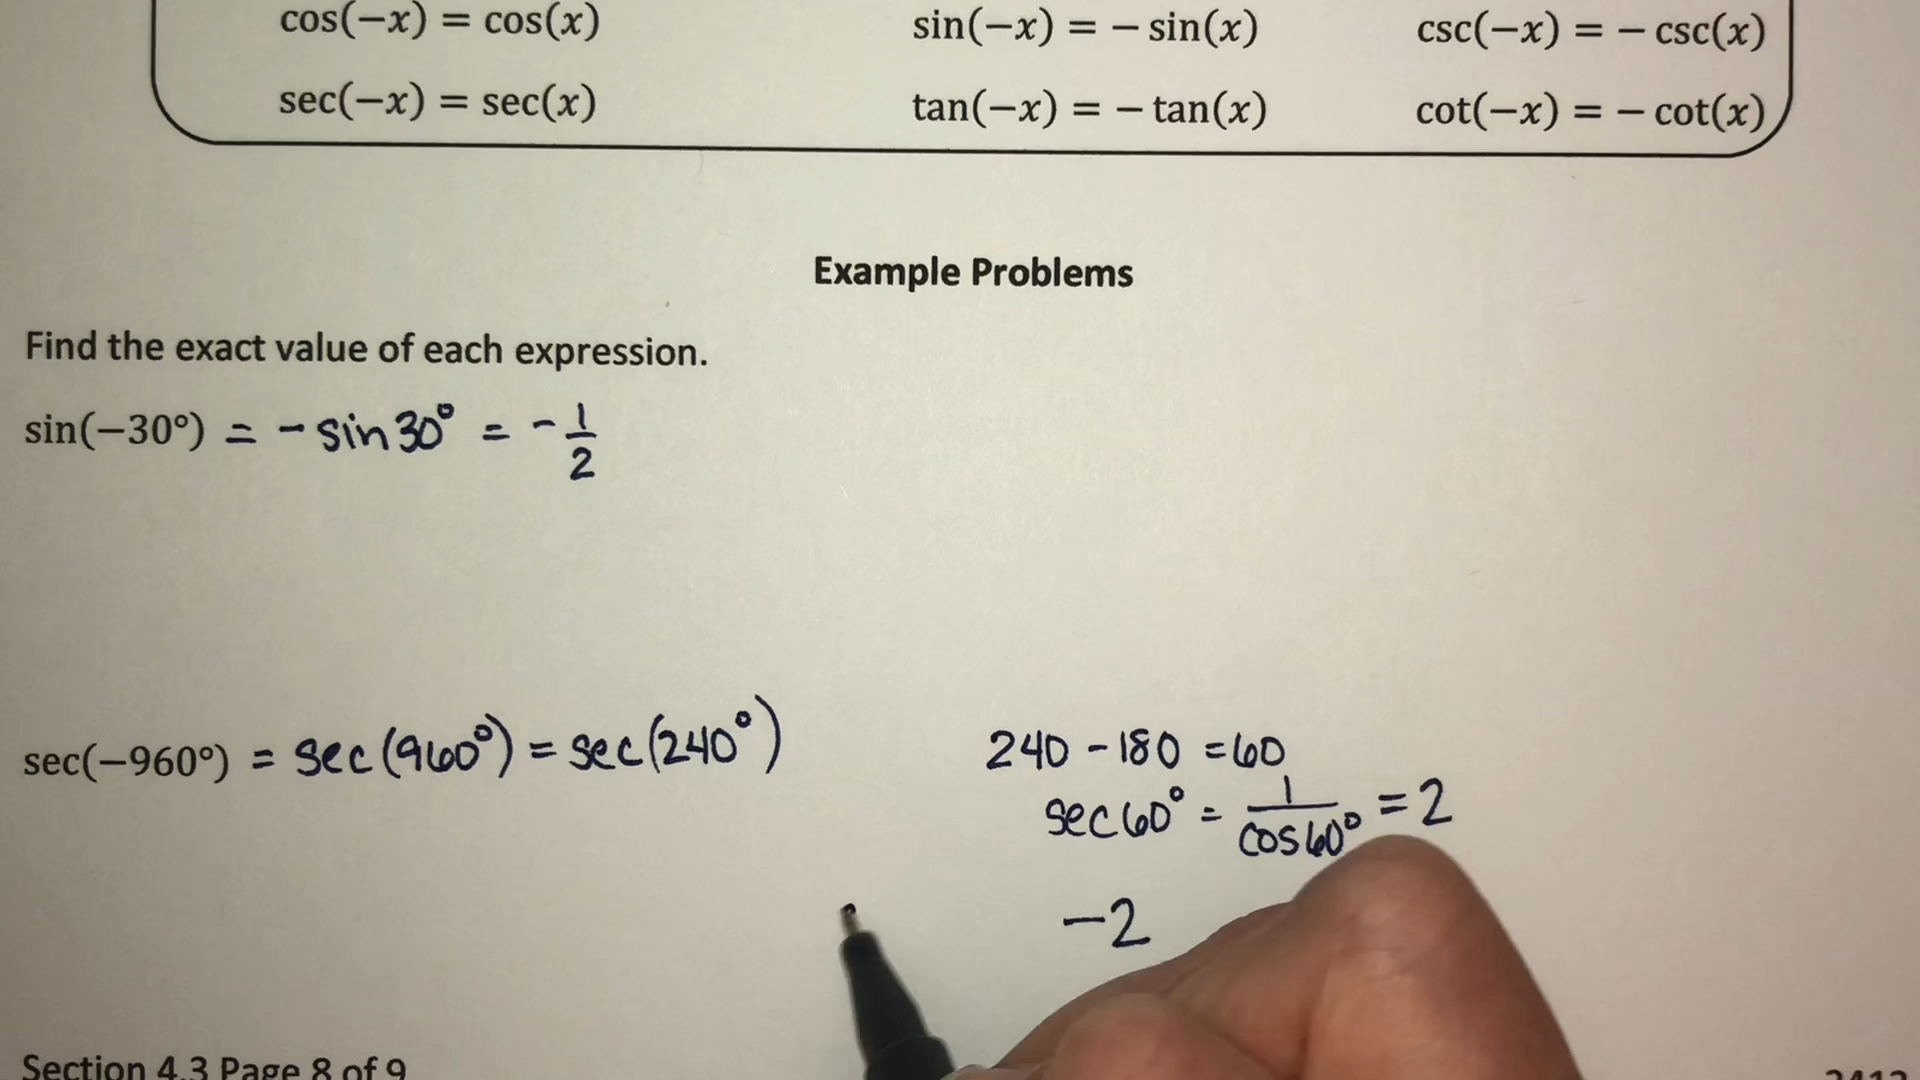 cos(−x) = cos(x) sin(−x) = − sin(x) csc(−x) = − csc(x)
sec(−x) = sec(x) tan(−x) = − tan(x) cot(−x) = − cot(x)
Example Problems
Find the exact value of each expression.
sin(−30°) = - sin 30° = - 1/2
sec(−960°) = sec(960°) = sec(240°)
240 - 180 = 60
sec 60° = 1/cos 60° = 2
-2
Section 4.3 Page 8 of 9